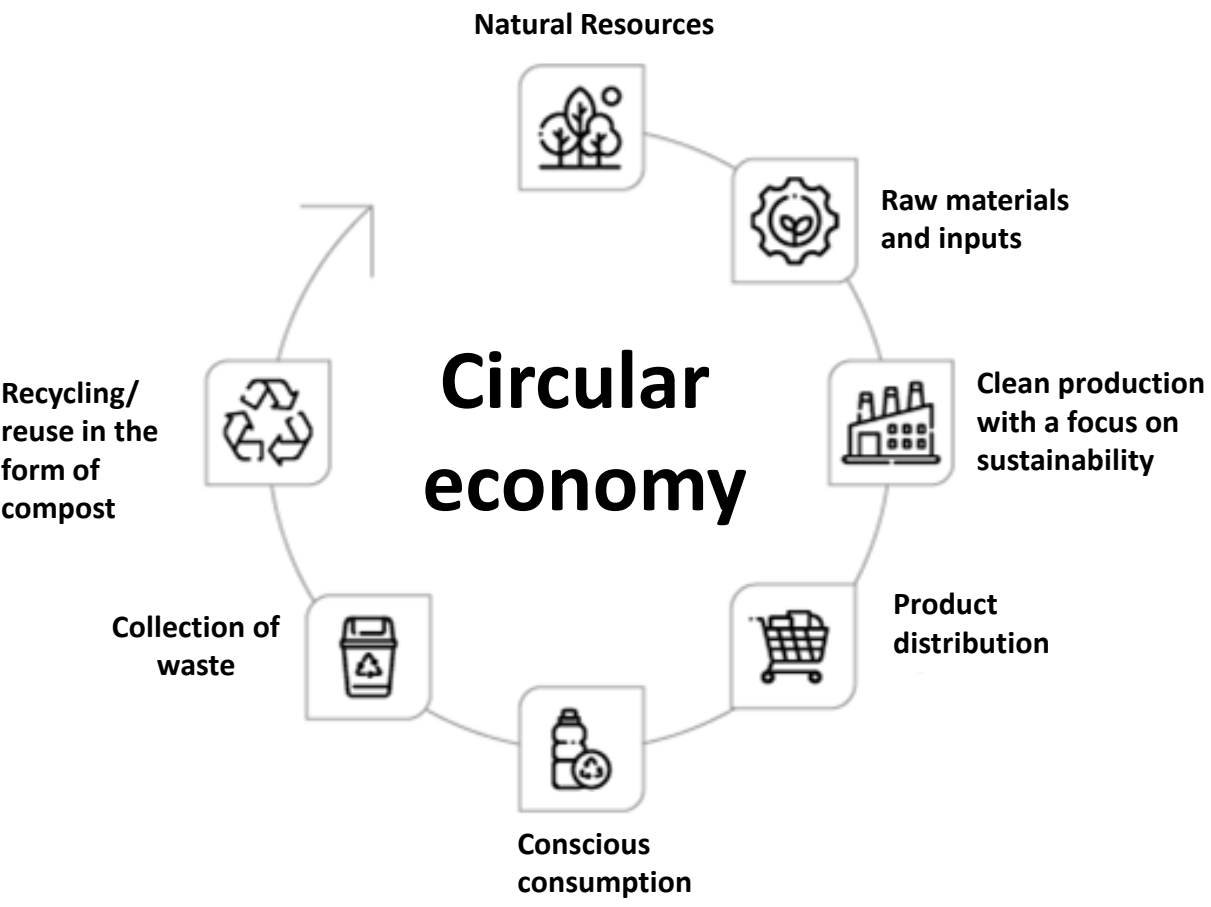 Natural Resources
Raw materials
and inputs
Clean production
with a focus on
sustainability
Product
distribution
Conscious
consumption
Collection of
waste
Recycling/
reuse in the
form of
compost
Circular
economy